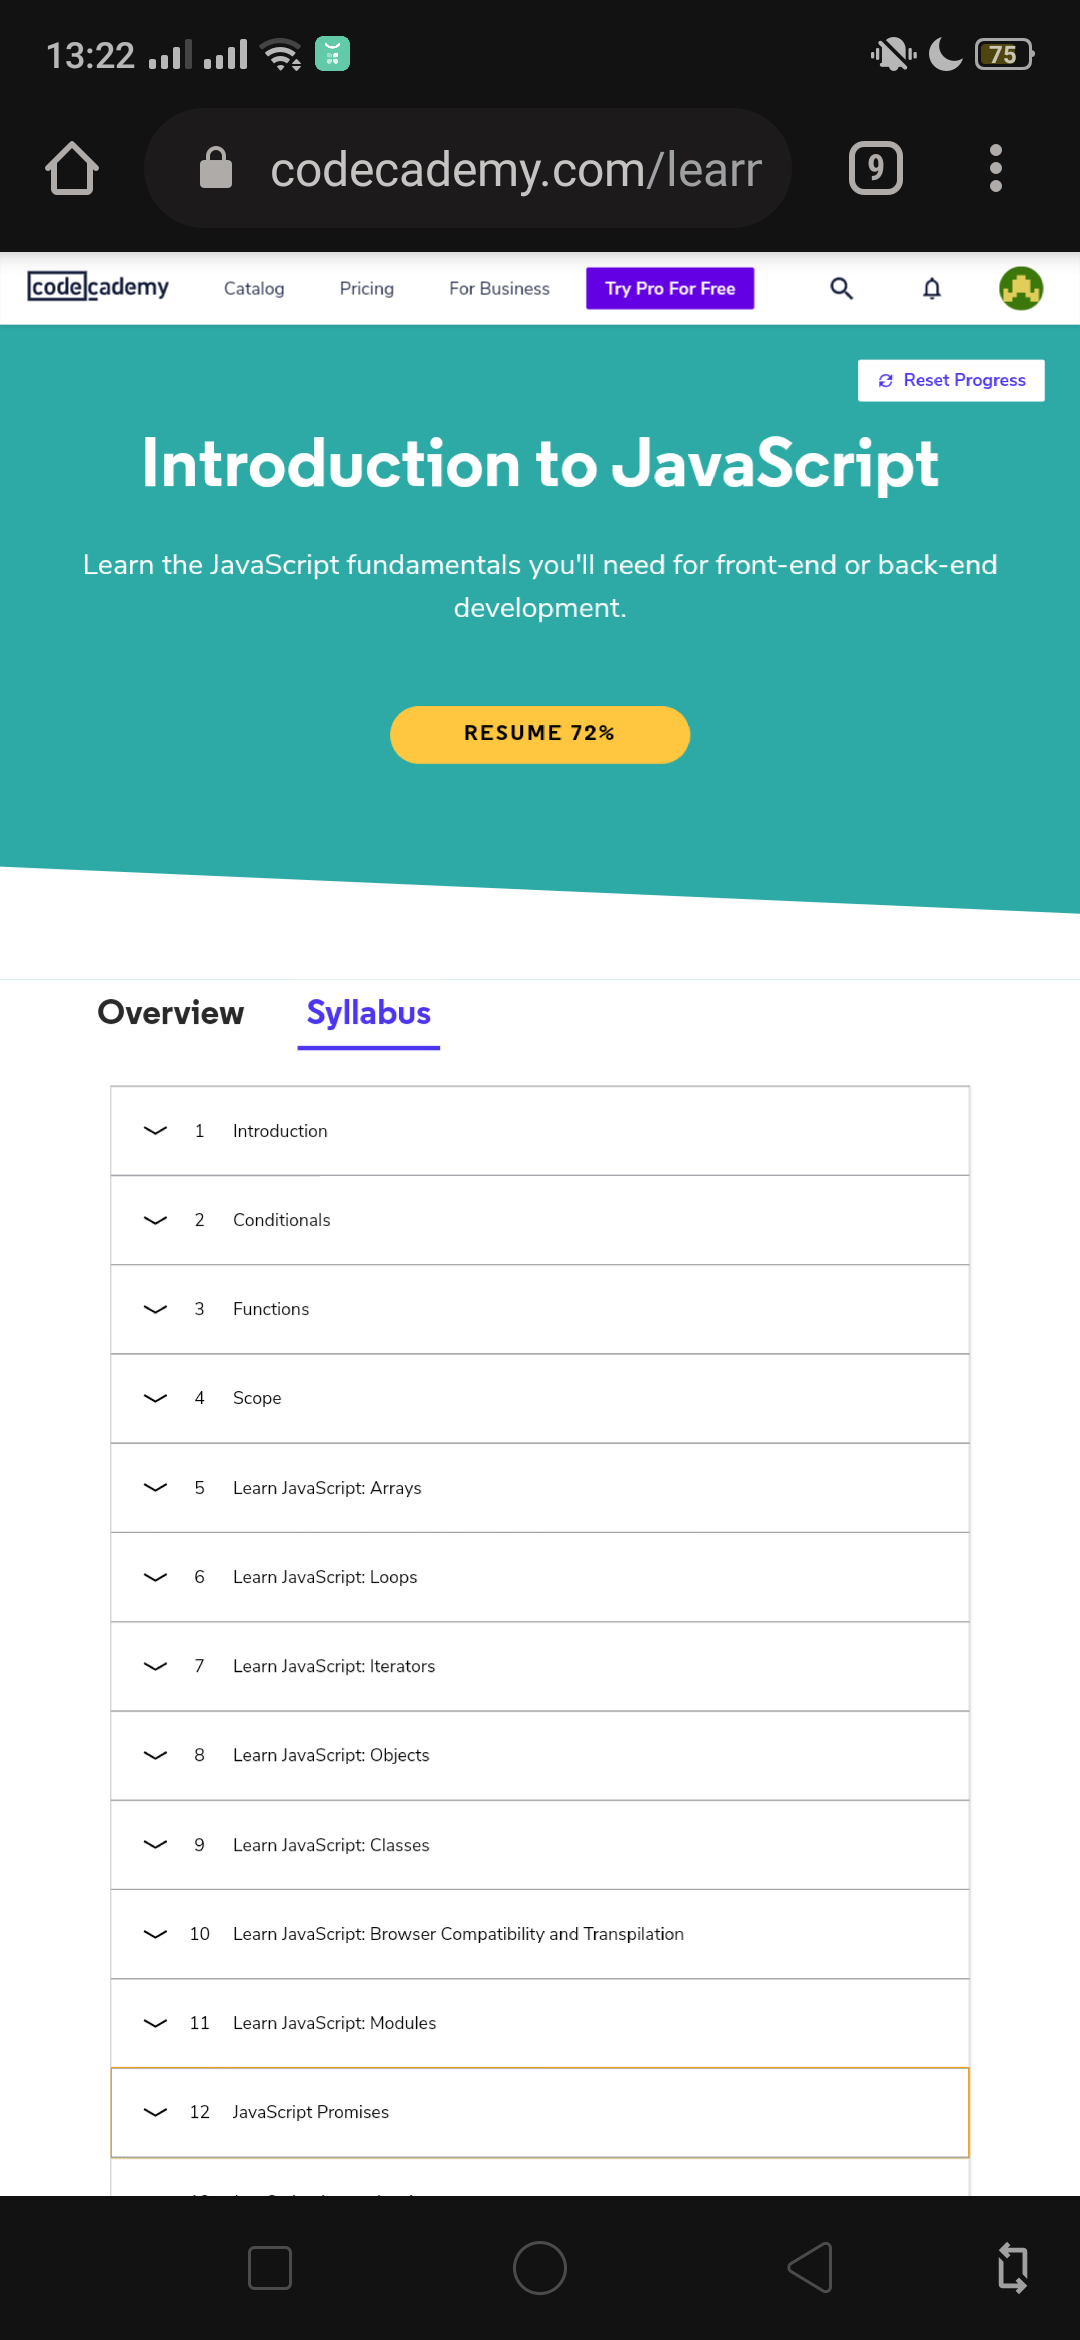 13:22
75
codecademy.com/learr
9
codecademy
Catalog
Pricing
For Business
Try Pro For Free
Reset Progress
Introduction to JavaScript
Learn the JavaScript fundamentals you'll need for front-end or back-end
development.
RESUME 72%
Overview
Syllabus
1 Introduction
2 Conditionals
3 Functions
4 Scope
5 Learn JavaScript: Arrays
6 Learn JavaScript: Loops
7 Learn JavaScript: Iterators
8 Learn JavaScript: Objects
9 Learn JavaScript: Classes
10 Learn JavaScript: Browser Compatibility and Transpilation
11 Learn JavaScript: Modules
12 JavaScript Promises